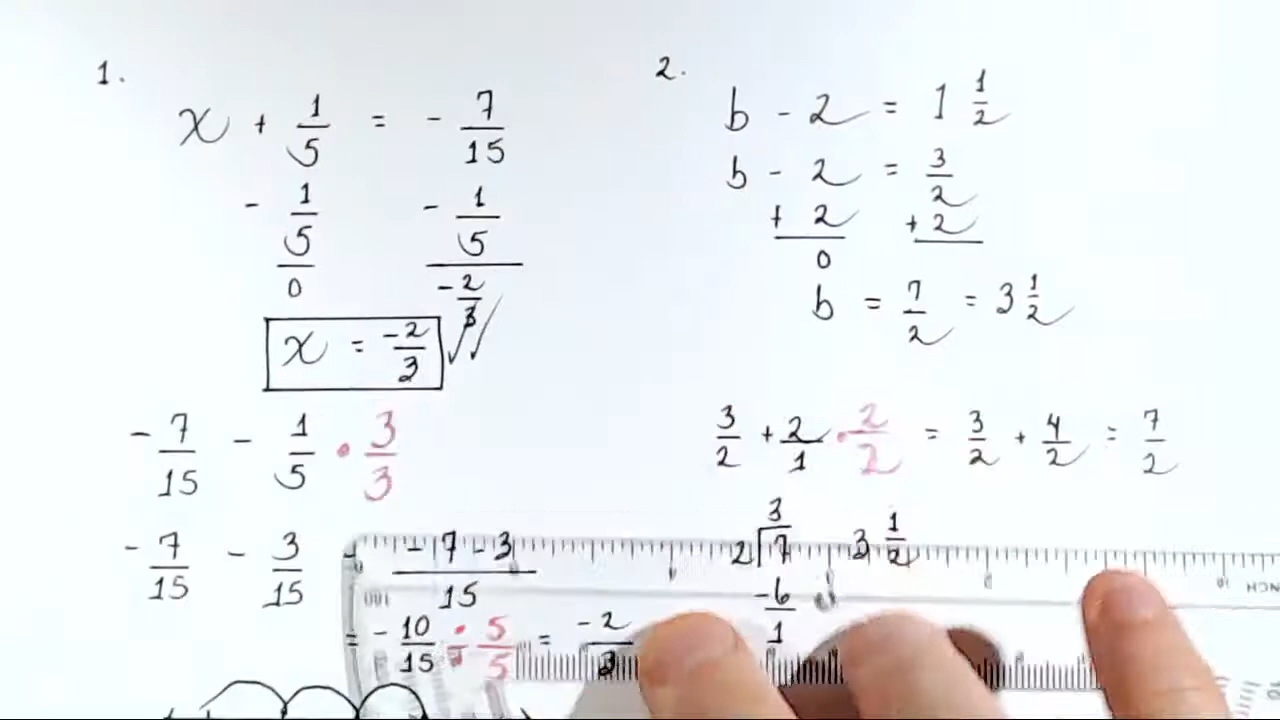 1.
x + 1/5 = - 7/15
- 1/5 - 1/5
0 -2/3
x = -2/3 ✓✓
- 7/15 - 1/5 · 3/3
- 7/15 - 3/15 = -7-3/15
= -10/15 ÷ 5/5 = -2/3
2.
b - 2 = 1 1/2
b - 2 = 3/2
+ 2 + 2
0
b = 7/2 = 3 1/2
3/2 + 2/1 · 2/2 = 3/2 + 4/2 = 7/2
3
2 7 3 1/2
-6
1
INCH
100